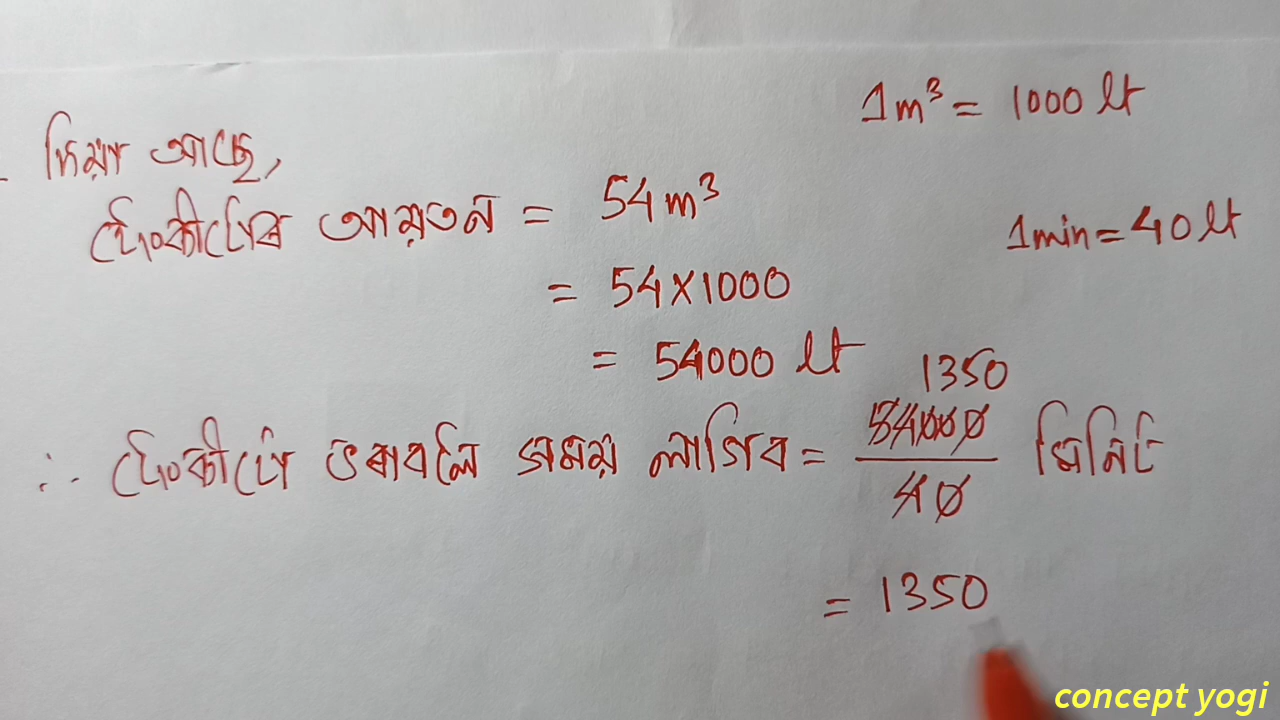 1m³ = 1000 lt
দিয়া আছে,
টেংকীটোৰ আয়তন = 54 m³
1min = 40 lt
= 54 × 1000
= 54000 lt
1350
∴ টেংকীটো ভৰাবলৈ সময় লাগিব = 54000 / 40 মিনিট
= 1350
concept yogi